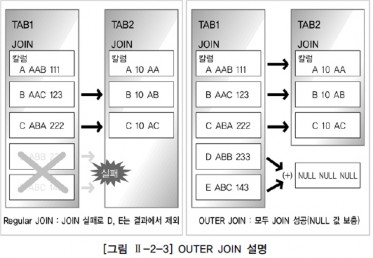 TAB1
TAB2
JOIN
JOIN
칼럼
칼럼
A AAB 111
A 10 AA
B AAC 123
B 10 AB
C ABA 222
C 10 AC
실패
Regular JOIN : JOIN 실패로 D, E는 결과에서 제외
TAB1
TAB2
JOIN
JOIN
칼럼
칼럼
A AAB 111
A 10 AA
B AAC 123
B 10 AB
C ABA 222
C 10 AC
D ABB 233
(+)
NULL NULL NULL
E ABC 143
OUTER JOIN : 모두 JOIN 성공(NULL 값 보충)
[그림 Ⅱ-2-3] OUTER JOIN 설명